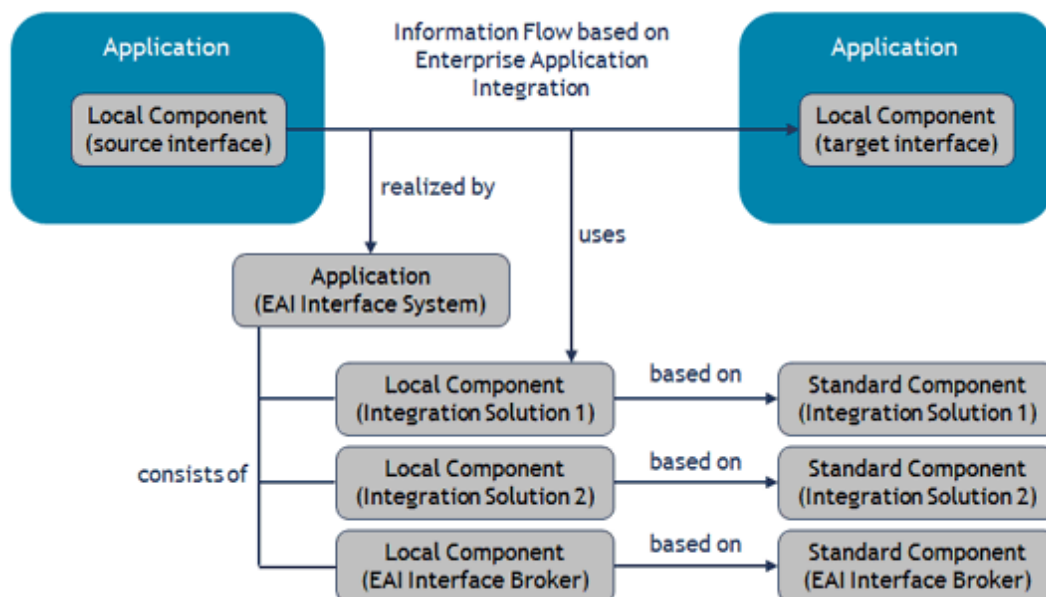 Application
Information Flow based on
Enterprise Application
Integration
Application
Local Component
(source interface)
Local Component
(target interface)
realized by
uses
Application
(EAI Interface System)
Local Component
(Integration Solution 1)
based on
Standard Component
(Integration Solution 1)
consists of
Local Component
(Integration Solution 2)
based on
Standard Component
(Integration Solution 2)
Local Component
(EAI Interface Broker)
based on
Standard Component
(EAI Interface Broker)